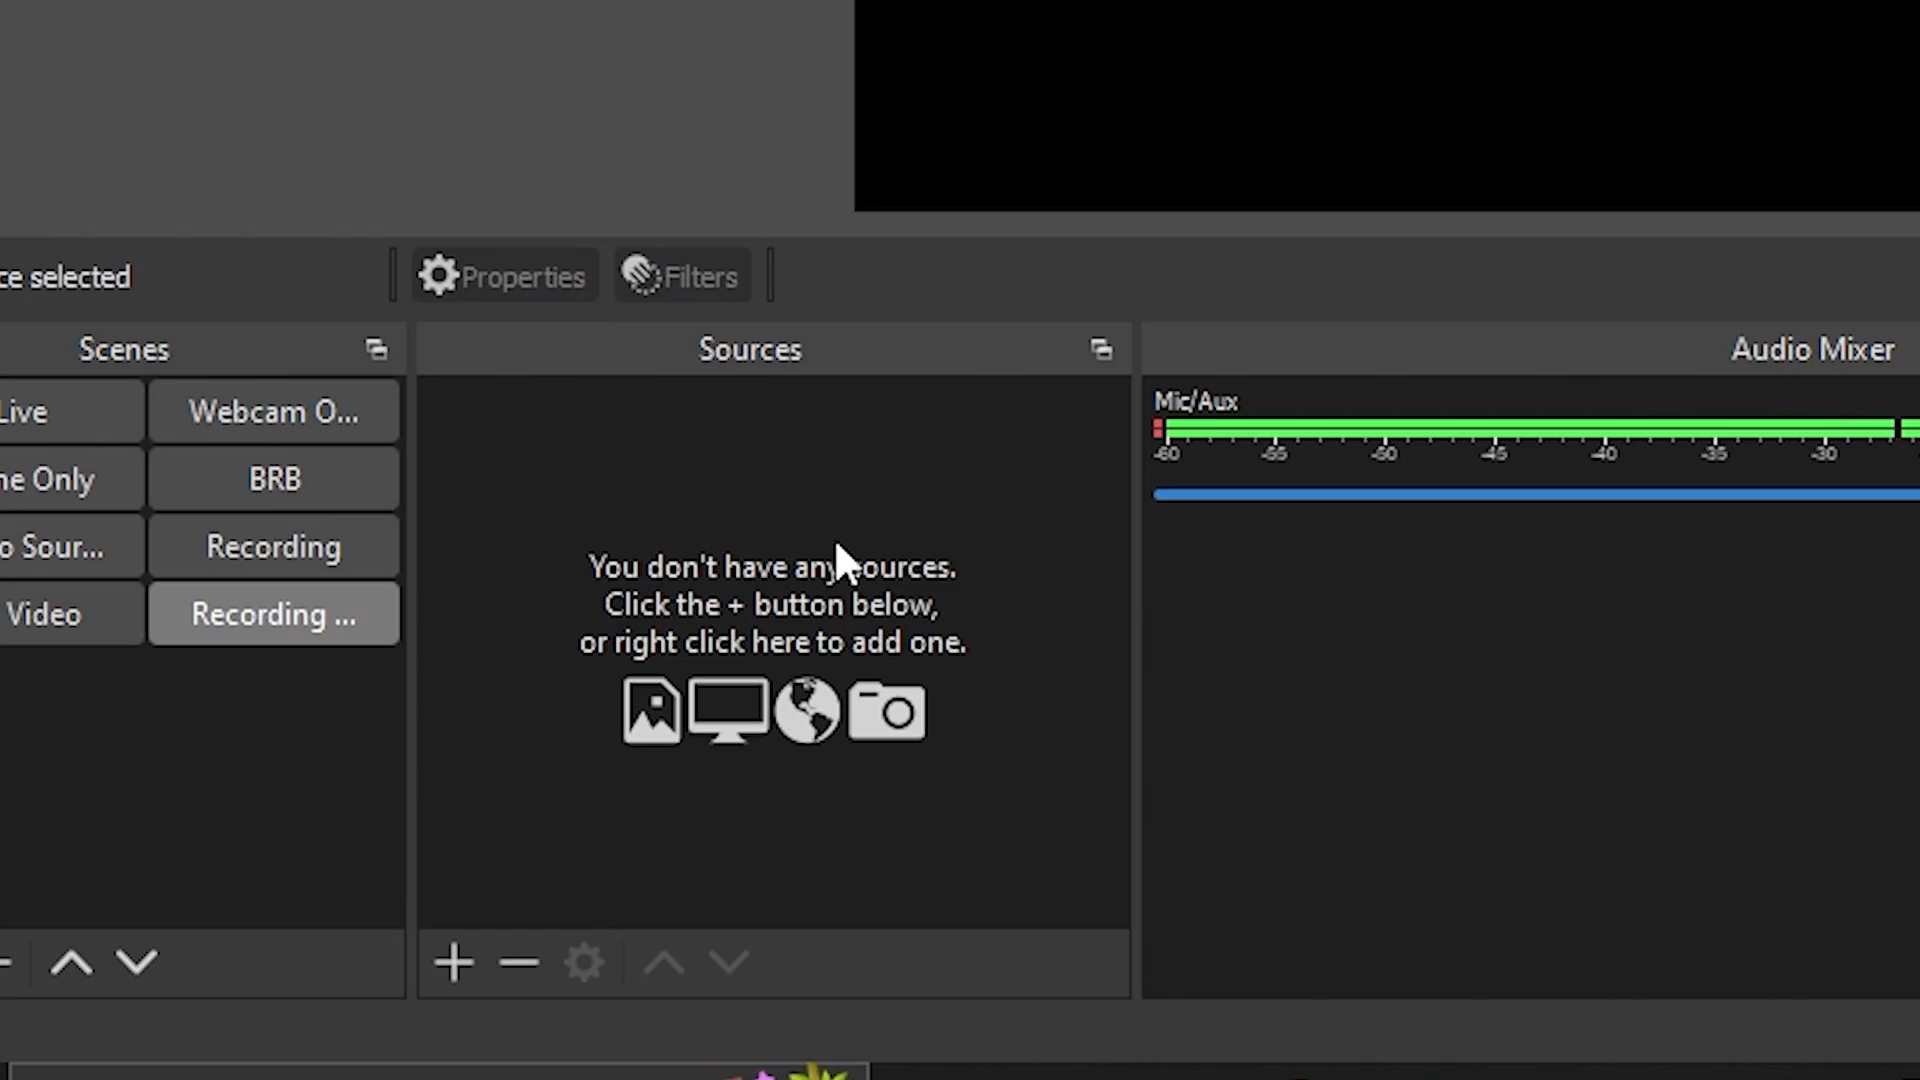 ce selected
Properties
Filters
Scenes
Sources
Audio Mixer
Live
Webcam O...
ne Only
BRB
o Sour...
Recording
Video
Recording ...
You don't have any sources.
Click the + button below,
or right click here to add one.
Mic/Aux
-60 -55 -50 -45 -40 -35 -30